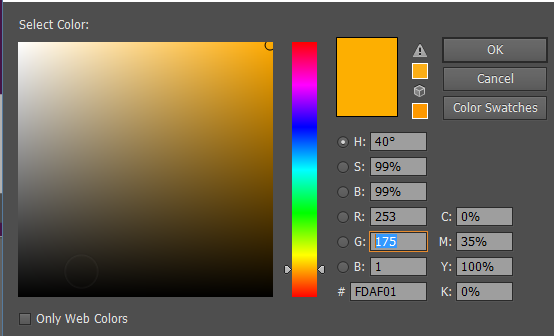 Select Color:
OK
Cancel
Color Swatches
H: 40°
S: 99%
B: 99%
R: 253 C: 0%
G: 175 M: 35%
B: 1 Y: 100%
# FDAF01 K: 0%
Only Web Colors